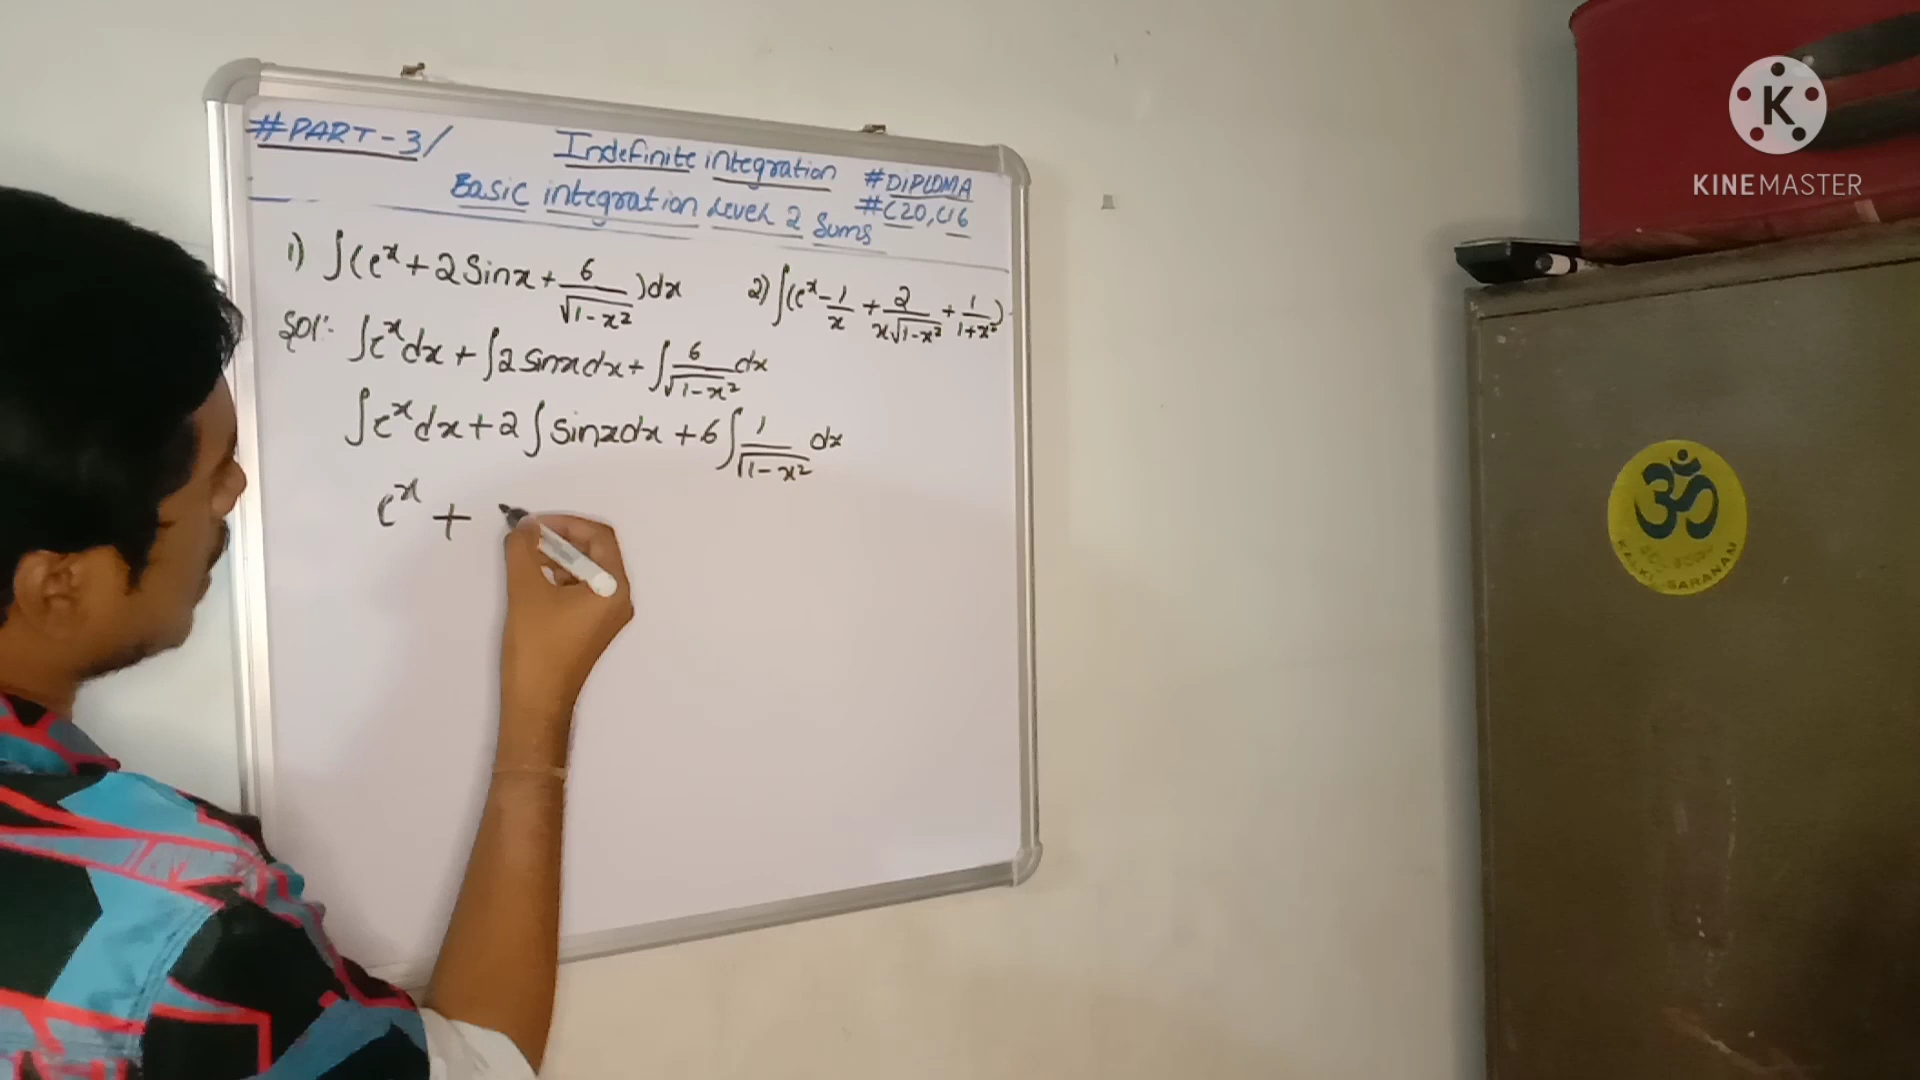 #PART-3/
Indefinite integration
#DIPLOMA
Basic integration Level 2 Sums
#C20, C16
1) ∫(e^x + 2 Sinx + 6/√(1-x²)) dx
2) ∫(e^x - 1/x + 2/(x√(1-x²)) + 1/(1+x²))
Sol:- ∫e^x dx + ∫2 sinx dx + ∫6/√(1-x²) dx
∫e^x dx + 2∫sinx dx + 6∫1/√(1-x²) dx
e^x +
K
KINEMASTER
ॐ
KALKI SARANAM